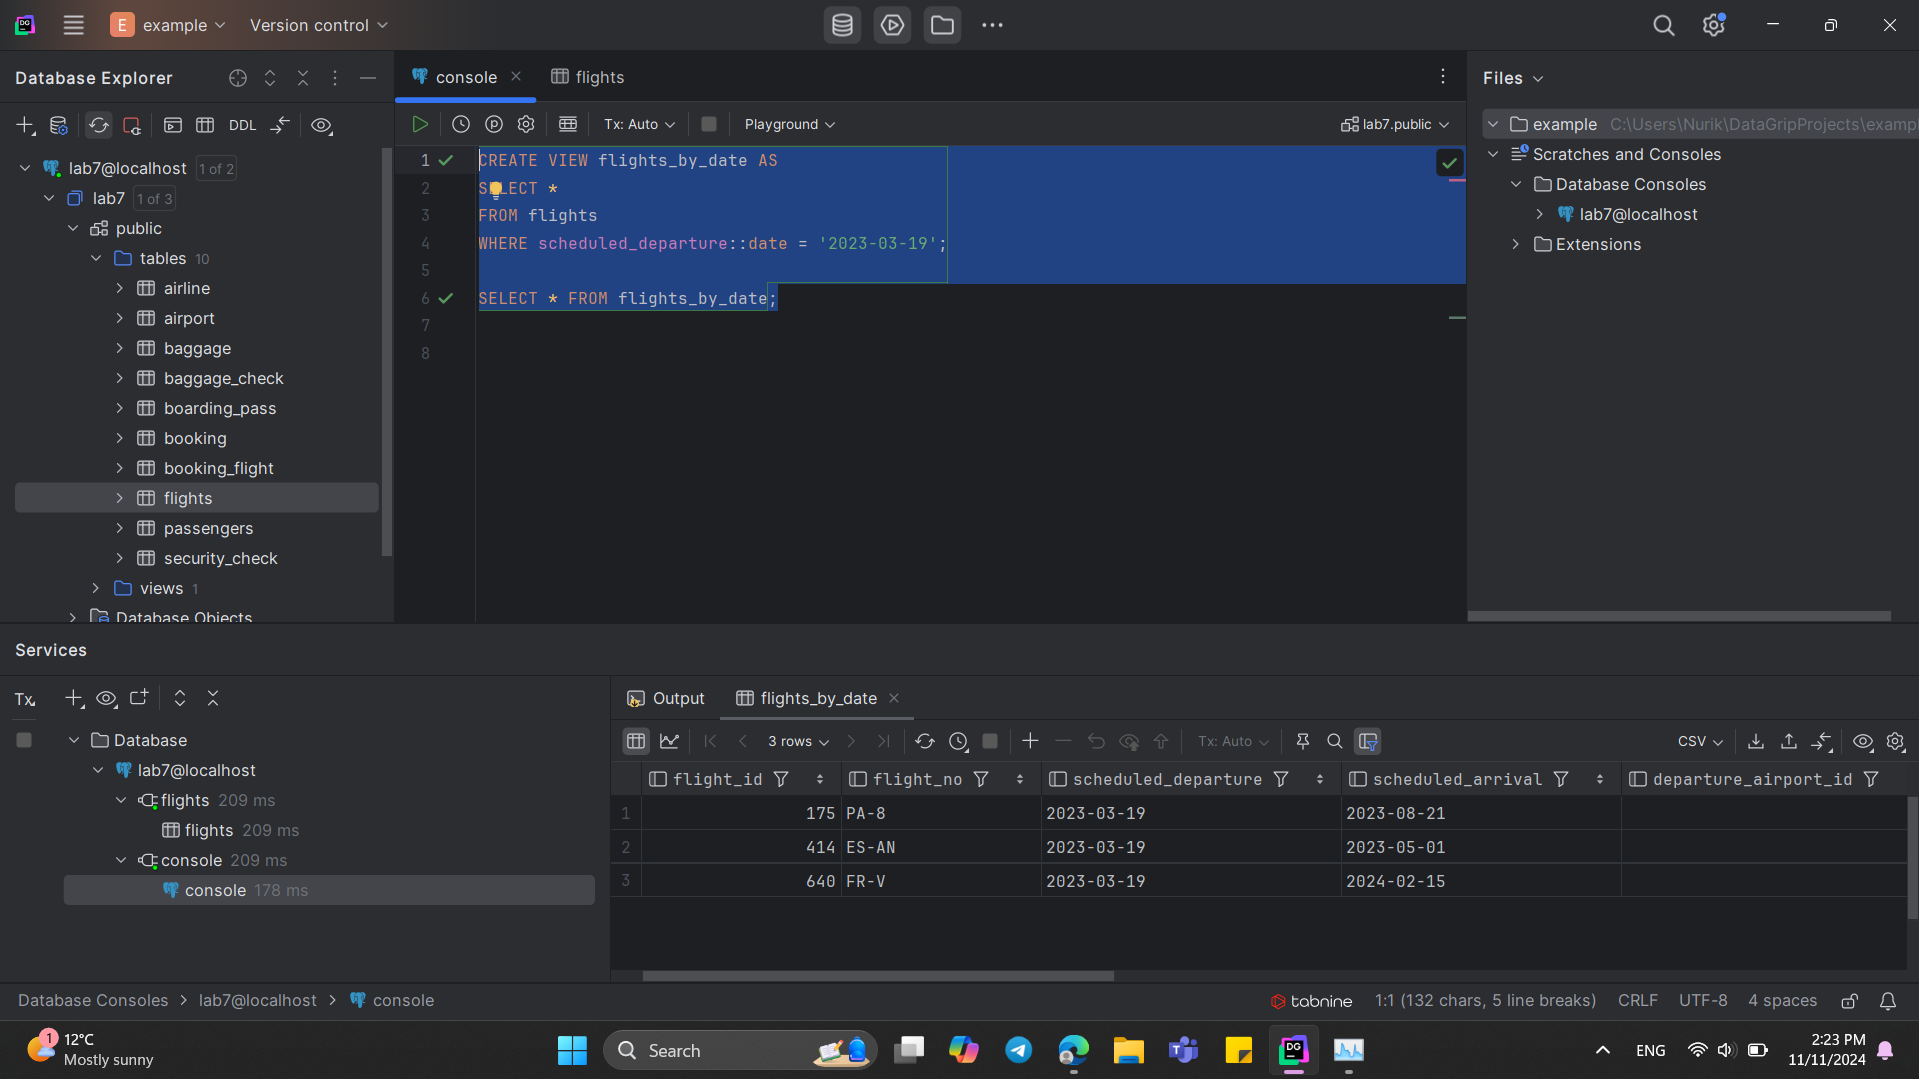 E example Version control
Database Explorer
console
flights
Files
DDL
Tx: Auto
Playground
lab7.public
lab7@localhost 1 of 2
lab7 1 of 3
public
tables 10
airline
airport
baggage
baggage_check
boarding_pass
booking
booking_flight
flights
passengers
security_check
views 1
Database Objects
1 CREATE VIEW flights_by_date AS
2 SELECT *
3 FROM flights
4 WHERE scheduled_departure::date = '2023-03-19';
5
6 SELECT * FROM flights_by_date;
7
8
example C:\Users\Nurik\DataGripProjects\exampl
Scratches and Consoles
Database Consoles
lab7@localhost
Extensions
Services
Tx
Database
lab7@localhost
flights 209 ms
flights 209 ms
console 209 ms
console 178 ms
Output flights_by_date
3 rows Tx: Auto CSV
flight_id flight_no scheduled_departure scheduled_arrival departure_airport_id
1 175 PA-8 2023-03-19 2023-08-21
2 414 ES-AN 2023-03-19 2023-05-01
3 640 FR-V 2023-03-19 2024-02-15
Database Consoles > lab7@localhost > console
tabnine 1:1 (132 chars, 5 line breaks) CRLF UTF-8 4 spaces
1 12°C
Mostly sunny
Search
ENG
2:23 PM
11/11/2024